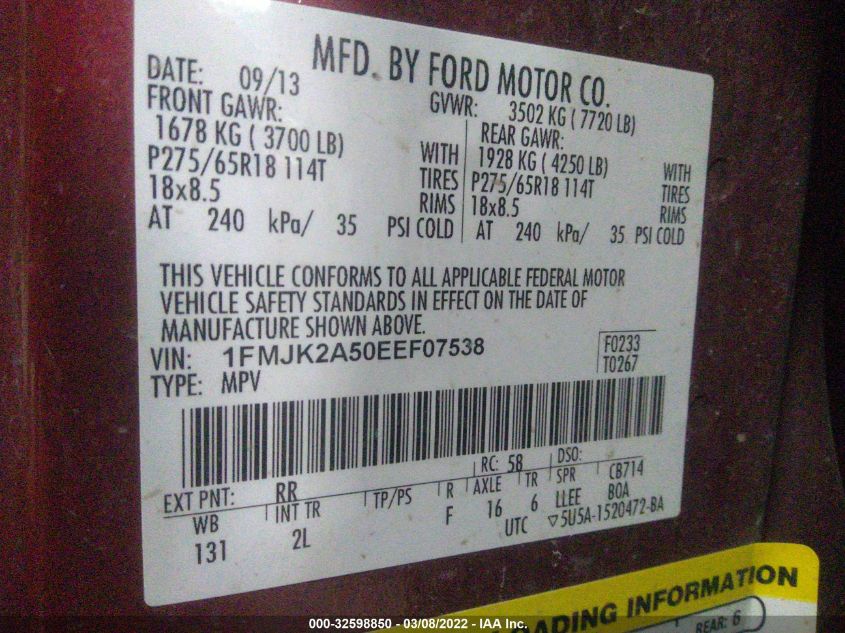 MFD. BY FORD MOTOR CO.
DATE: 09/13 GVWR: 3502 KG ( 7720 LB)
FRONT GAWR: REAR GAWR:
1678 KG ( 3700 LB) WITH 1928 KG ( 4250 LB) WITH
P275/65R18 114T TIRES P275/65R18 114T TIRES
18x8.5 RIMS 18x8.5 RIMS
AT 240 kPa/ 35 PSI COLD AT 240 kPa/ 35 PSI COLD
THIS VEHICLE CONFORMS TO ALL APPLICABLE FEDERAL MOTOR
VEHICLE SAFETY STANDARDS IN EFFECT ON THE DATE OF
MANUFACTURE SHOWN ABOVE.
VIN: 1FMJK2A50EEF07538 F0233
TYPE: MPV T0267
EXT PNT: RR RC: 58 DSO:
WB INT TR TP/PS R AXLE TR SPR CB714
131 2L F 16 6 LLEE BOA
UTC ▽5U5A-1520472-BA
LOADING INFORMATION
REAR: 6
000-32598850 - 03/08/2022 - IAA Inc.